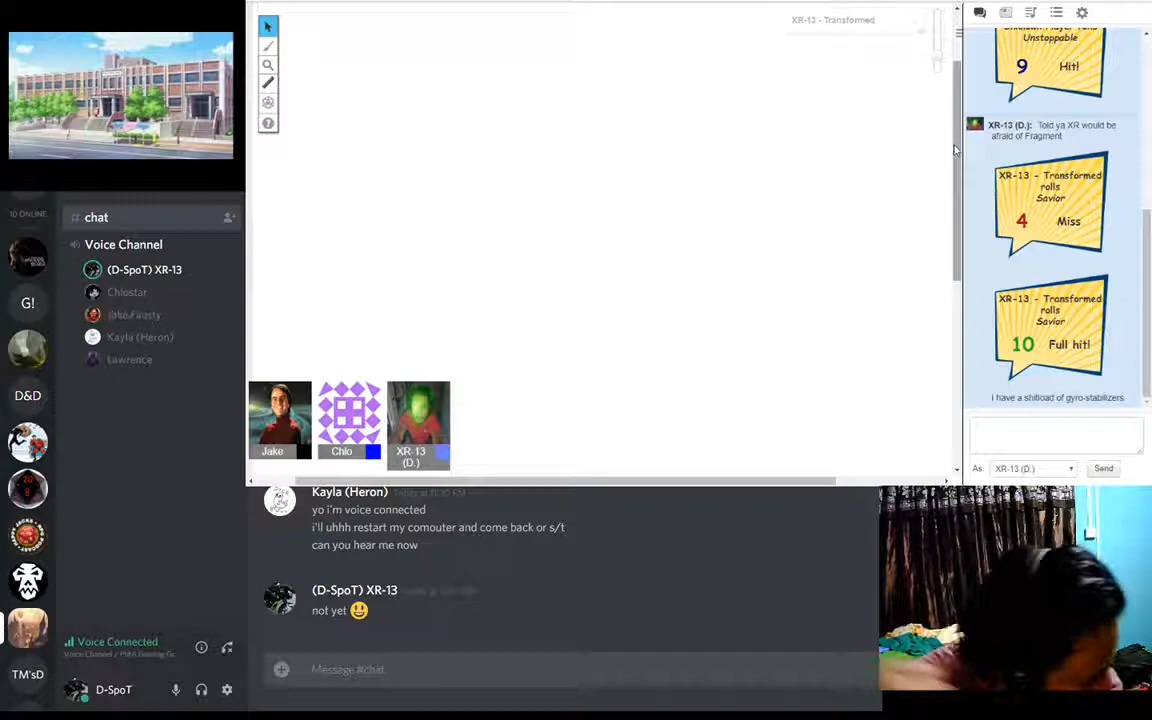 10 ONLINE
G!
D&D
TM'sD
# chat
Voice Channel
(D-SpoT) XR-13
Chlostar
Kayla (Heron)
Lawrence
Voice Connected
D-SpoT
XR-13 - Transformed
Jake
Chlo
XR-13
(D.)
Kayla (Heron)
yo i'm voice connected
i'll uhhh restart my comouter and come back or s/t
can you hear me now
(D-SpoT) XR-13
not yet 😃
Message #chat
Unstoppable
9 Hit!
XR-13 (D.): Told ya XR would be
afraid of Fragment
XR-13 - Transformed
rolls
Savior
4 Miss
XR-13 - Transformed
rolls
Savior
10 Full hit!
I have a shitload of gyro-stabilizers
As: XR-13 (D.) Send